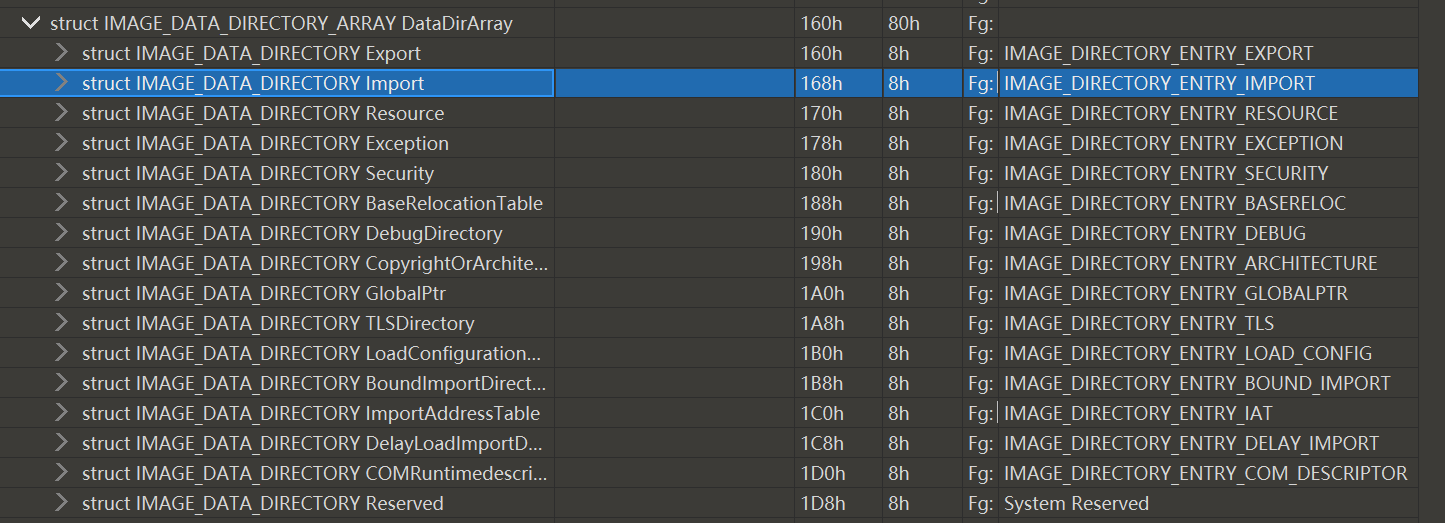 struct IMAGE_DATA_DIRECTORY_ARRAY DataDirArray 160h 80h Fg:
struct IMAGE_DATA_DIRECTORY Export 160h 8h Fg: IMAGE_DIRECTORY_ENTRY_EXPORT
struct IMAGE_DATA_DIRECTORY Import 168h 8h Fg: IMAGE_DIRECTORY_ENTRY_IMPORT
struct IMAGE_DATA_DIRECTORY Resource 170h 8h Fg: IMAGE_DIRECTORY_ENTRY_RESOURCE
struct IMAGE_DATA_DIRECTORY Exception 178h 8h Fg: IMAGE_DIRECTORY_ENTRY_EXCEPTION
struct IMAGE_DATA_DIRECTORY Security 180h 8h Fg: IMAGE_DIRECTORY_ENTRY_SECURITY
struct IMAGE_DATA_DIRECTORY BaseRelocationTable 188h 8h Fg: IMAGE_DIRECTORY_ENTRY_BASERELOC
struct IMAGE_DATA_DIRECTORY DebugDirectory 190h 8h Fg: IMAGE_DIRECTORY_ENTRY_DEBUG
struct IMAGE_DATA_DIRECTORY CopyrightOrArchite... 198h 8h Fg: IMAGE_DIRECTORY_ENTRY_ARCHITECTURE
struct IMAGE_DATA_DIRECTORY GlobalPtr 1A0h 8h Fg: IMAGE_DIRECTORY_ENTRY_GLOBALPTR
struct IMAGE_DATA_DIRECTORY TLSDirectory 1A8h 8h Fg: IMAGE_DIRECTORY_ENTRY_TLS
struct IMAGE_DATA_DIRECTORY LoadConfiguration... 1B0h 8h Fg: IMAGE_DIRECTORY_ENTRY_LOAD_CONFIG
struct IMAGE_DATA_DIRECTORY BoundImportDirect... 1B8h 8h Fg: IMAGE_DIRECTORY_ENTRY_BOUND_IMPORT
struct IMAGE_DATA_DIRECTORY ImportAddressTable 1C0h 8h Fg: IMAGE_DIRECTORY_ENTRY_IAT
struct IMAGE_DATA_DIRECTORY DelayLoadImportD... 1C8h 8h Fg: IMAGE_DIRECTORY_ENTRY_DELAY_IMPORT
struct IMAGE_DATA_DIRECTORY COMRuntimedescri... 1D0h 8h Fg: IMAGE_DIRECTORY_ENTRY_COM_DESCRIPTOR
struct IMAGE_DATA_DIRECTORY Reserved 1D8h 8h Fg: System Reserved